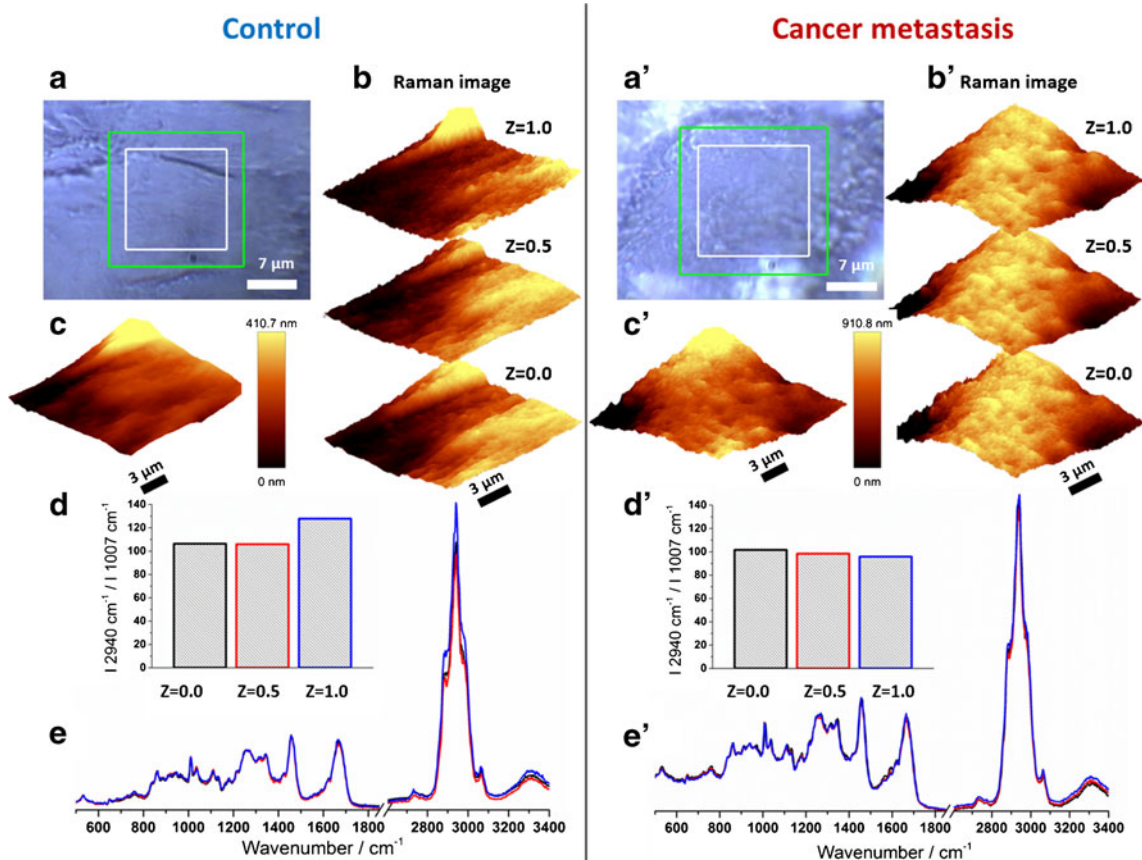 Control
Cancer metastasis
a
b
Raman image
Z=1.0
Z=0.5
Z=0.0
7 µm
c
410.7 nm
0 nm
3 µm
3 µm
d
I 2940 cm⁻¹ / I 1007 cm⁻¹
140
120
100
80
60
40
20
0
Z=0.0 Z=0.5 Z=1.0
e
600 800 1000 1200 1400 1600 1800 2800 3000 3200 3400
Wavenumber / cm⁻¹
a'
b'
Raman image
Z=1.0
Z=0.5
Z=0.0
7 µm
c'
910.8 nm
0 nm
3 µm
3 µm
d'
I 2940 cm⁻¹ / I 1007 cm⁻¹
140
120
100
80
60
40
20
0
Z=0.0 Z=0.5 Z=1.0
e'
600 800 1000 1200 1400 1600 1800 2800 3000 3200 3400
Wavenumber / cm⁻¹